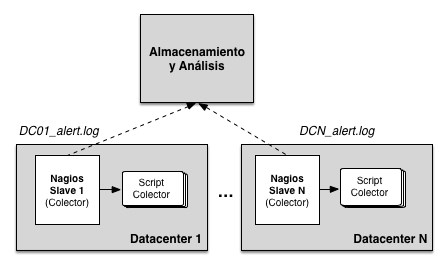 Almacenamiento
y Análisis
DC01_alert.log
DCN_alert.log
Nagios
Slave 1
(Colector)
Script
Colector
Datacenter 1
...
Nagios
Slave N
(Colector)
Script
Colector
Datacenter N